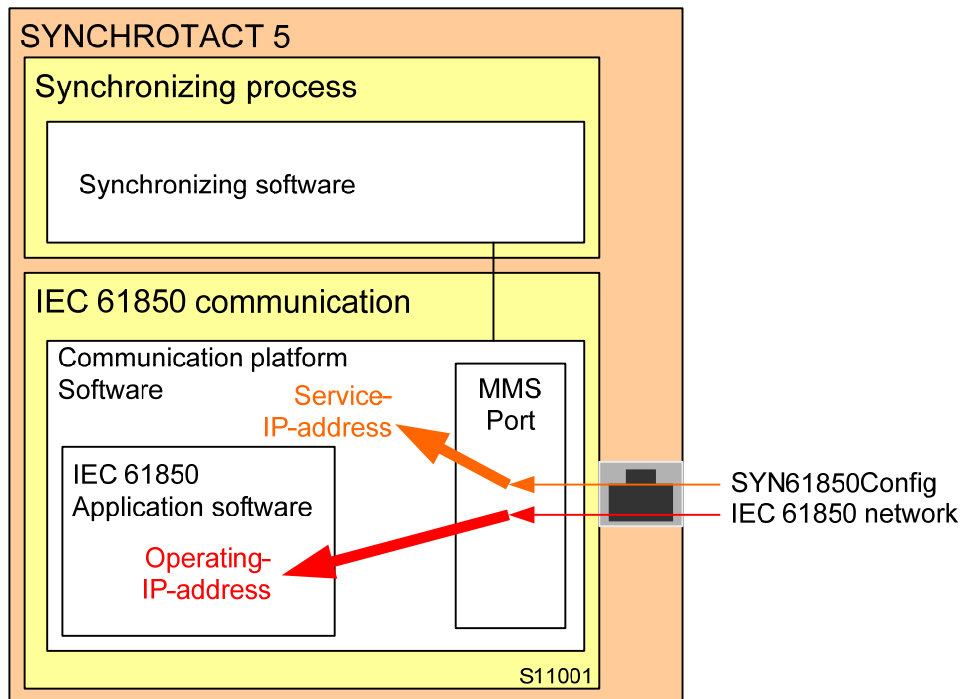 SYNCHROTACT 5
Synchronizing process
Synchronizing software
IEC 61850 communication
Communication platform
Software
Service-
IP-address
MMS
Port
IEC 61850
Application software
Operating-
IP-address
SYN61850Config
IEC 61850 network
S11001